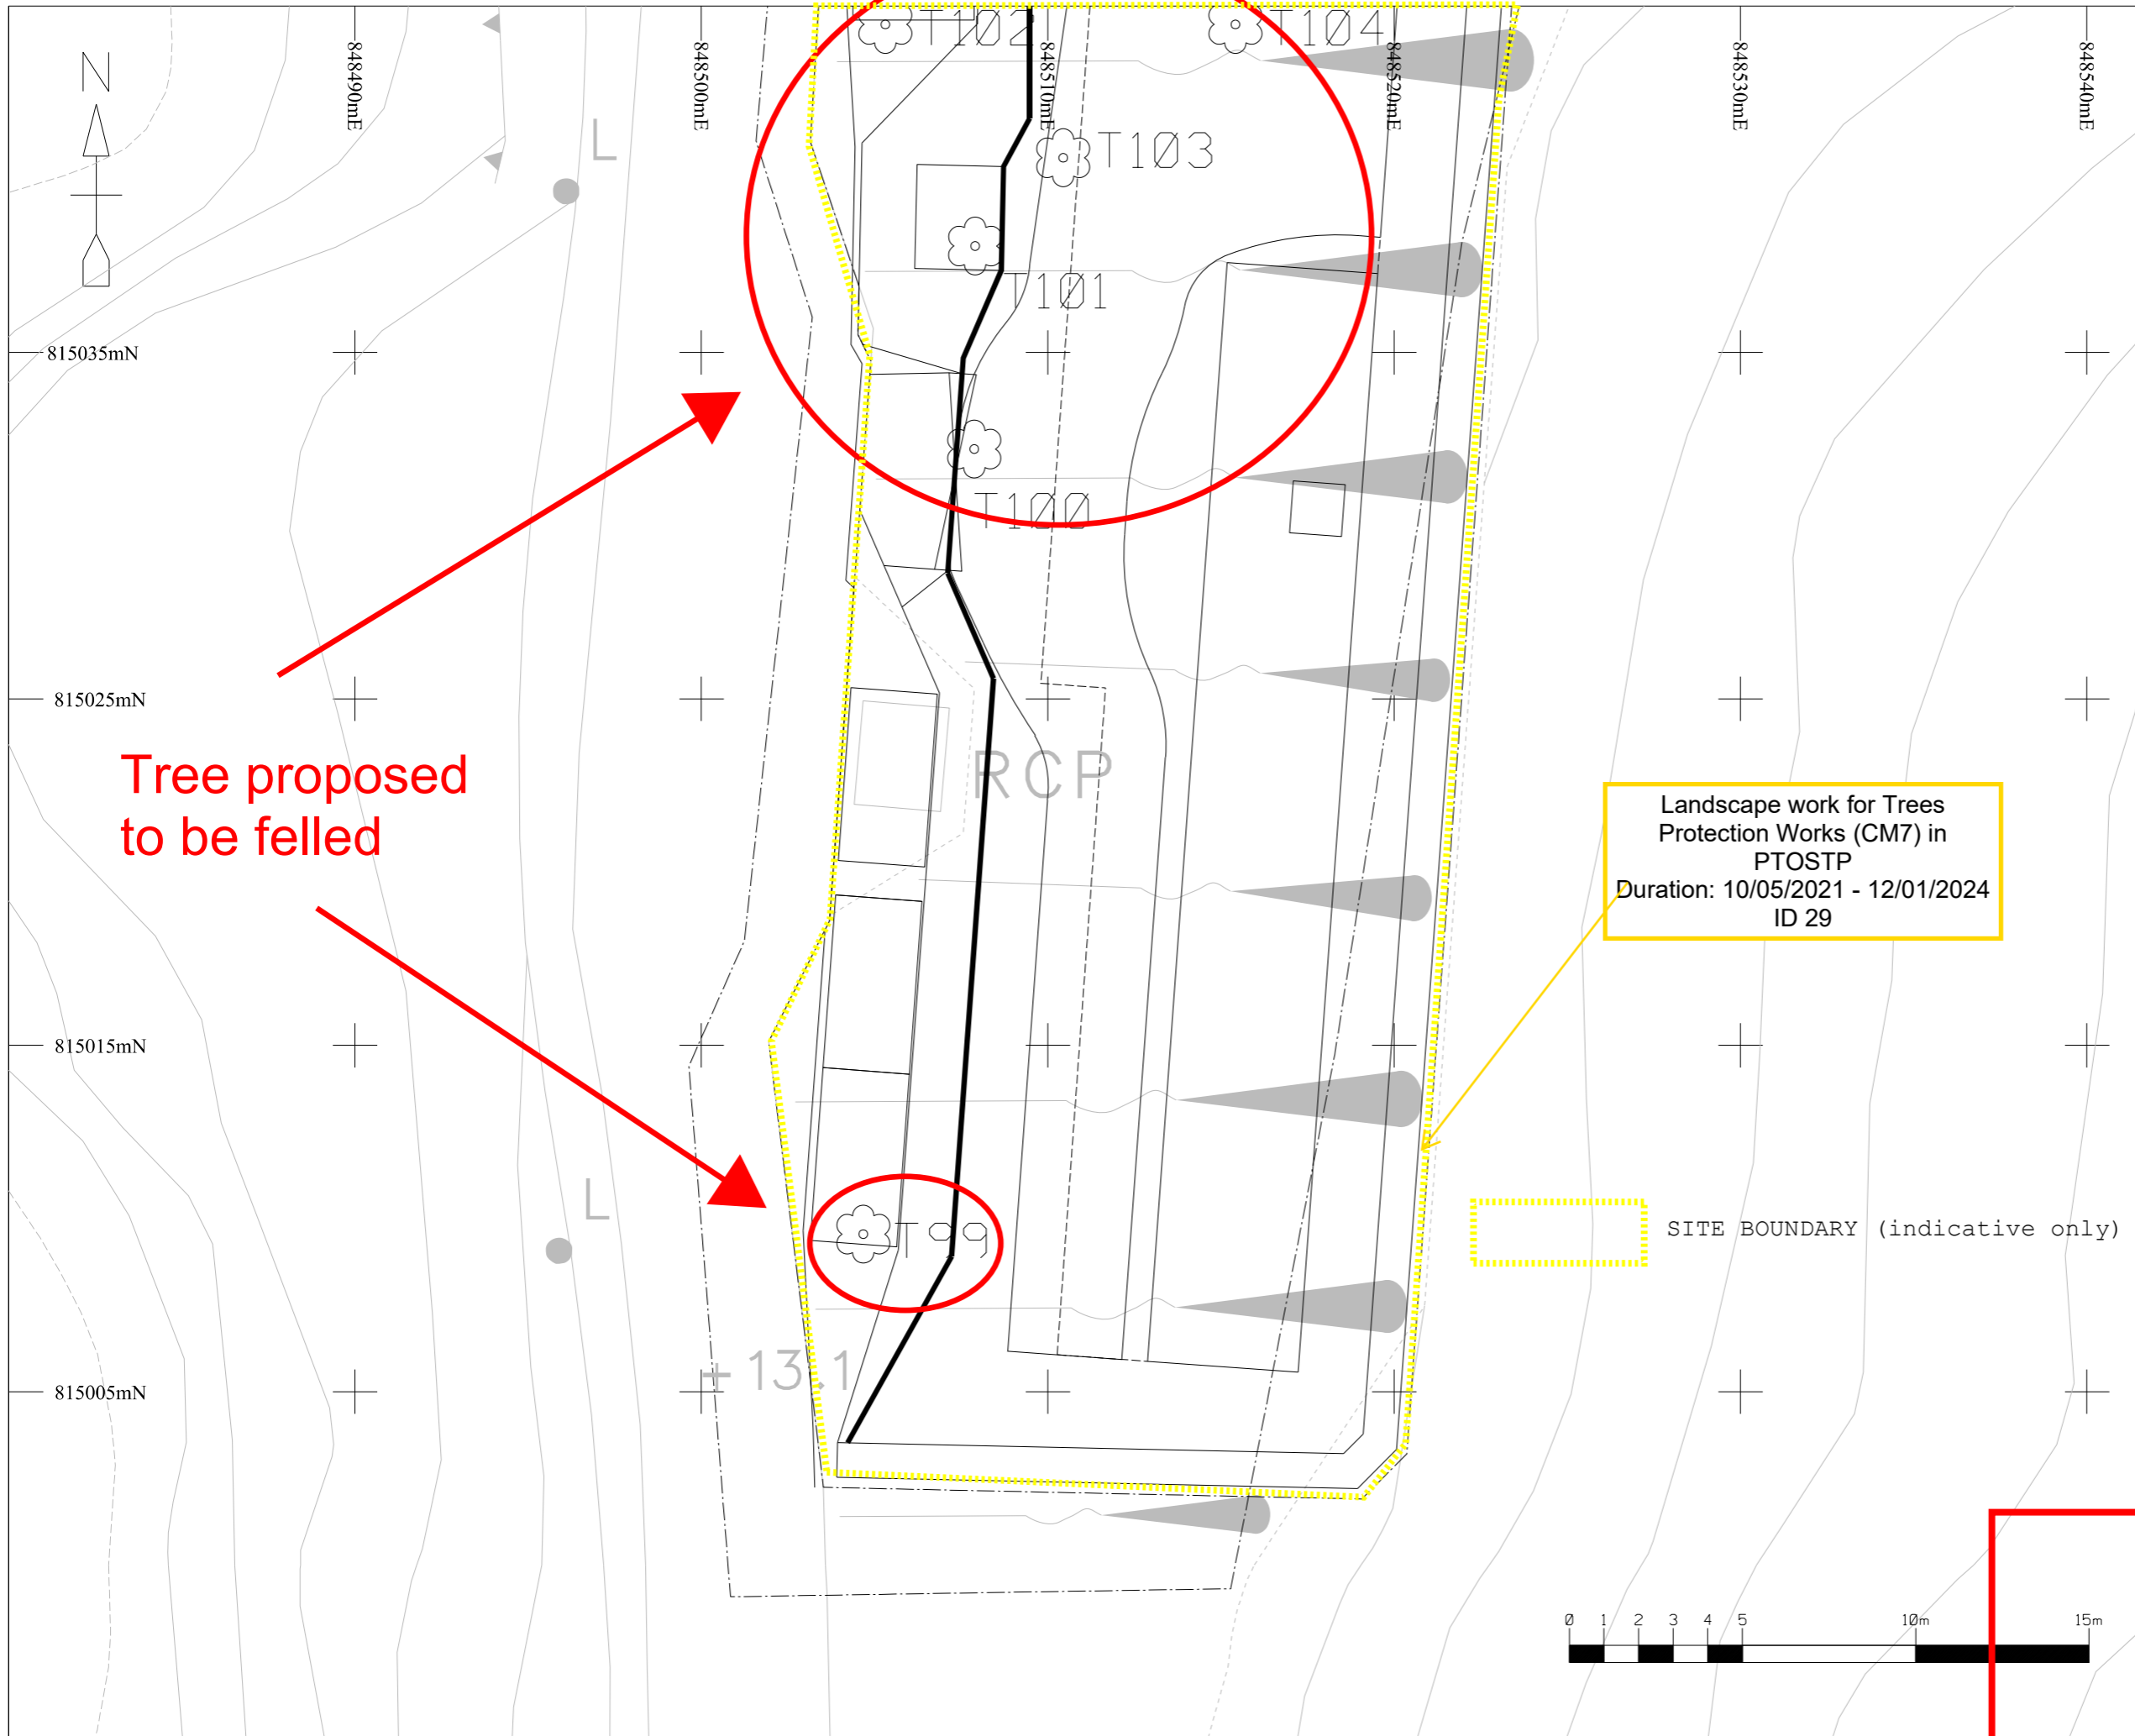 N
848490mE
848500mE
848510mE
848520mE
848530mE
848540mE
T102
T104
L
T103
T101
815035mN
T100
815025mN
RCP
Tree proposed
to be felled
Landscape work for Trees
Protection Works (CM7) in
PTOSTP
Duration: 10/05/2021 - 12/01/2024
ID 29
815015mN
L
T99
SITE BOUNDARY (indicative only)
+13.1
815005mN
0 1 2 3 4 5 10m 15m